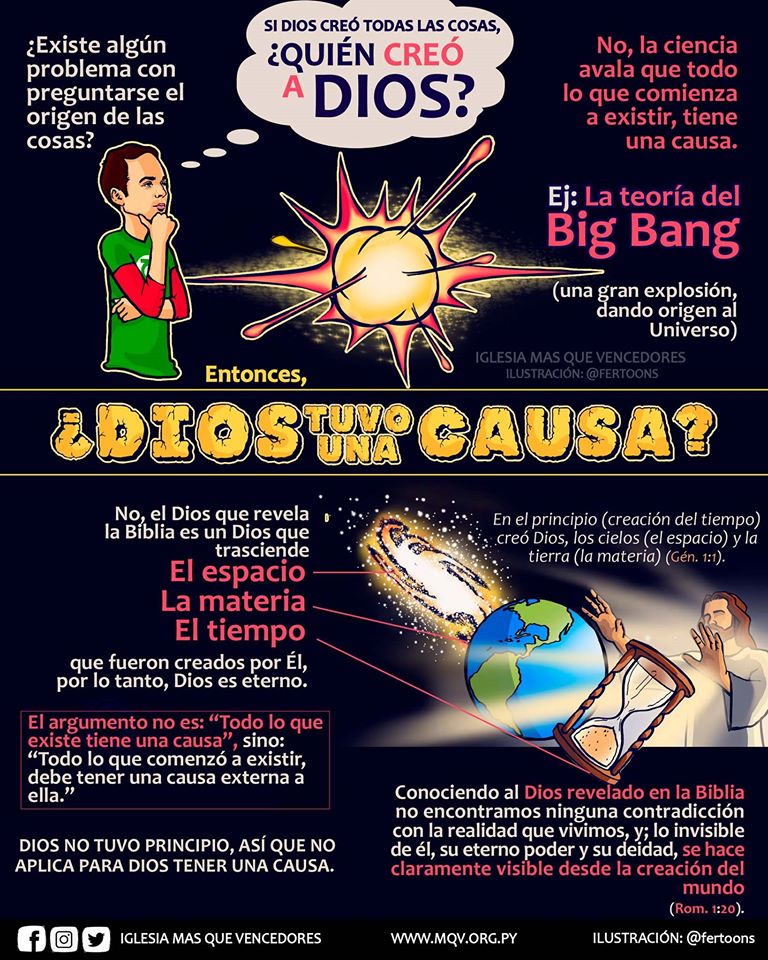 SI DIOS CREÓ TODAS LAS COSAS,
¿QUIÉN CREÓ
A DIOS?
¿Existe algún
problema con
preguntarse el
origen de las
cosas?
No, la ciencia
avala que todo
lo que comienza
a existir, tiene
una causa.
Ej: La teoría del
Big Bang
(una gran explosión,
dando origen al
Universo)
IGLESIA MAS QUE VENCEDORES
ILUSTRACIÓN: @FERTOONS
Entonces,
¿DIOS TUVO UNA CAUSA?
No, el Dios que revela
la Biblia es un Dios que
trasciende
El espacio
La materia
El tiempo
que fueron creados por Él,
por lo tanto, Dios es eterno.
En el principio (creación del tiempo)
creó Dios, los cielos (el espacio) y la
tierra (la materia) (Gén. 1:1).
El argumento no es: “Todo lo que
existe tiene una causa”, sino:
“Todo lo que comenzó a existir,
debe tener una causa externa a
ella.”
DIOS NO TUVO PRINCIPIO, ASÍ QUE NO
APLICA PARA DIOS TENER UNA CAUSA.
Conociendo al Dios revelado en la Biblia
no encontramos ninguna contradicción
con la realidad que vivimos, y; lo invisible
de él, su eterno poder y su deidad, se hace
claramente visible desde la creación del
mundo
(Rom. 1:20).
IGLESIA MAS QUE VENCEDORES
WWW.MQV.ORG.PY
ILUSTRACIÓN: @fertoons